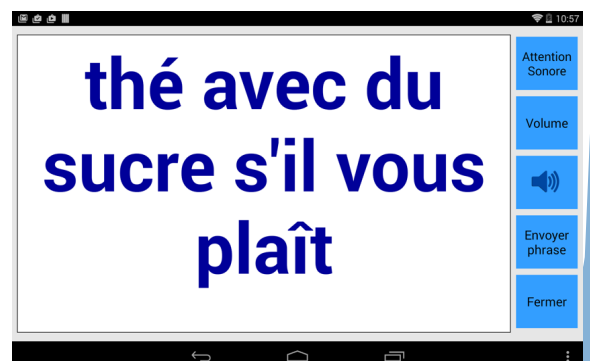 10:57
thé avec du
sucre s'il vous
plaît
Attention
Sonore
Volume
Envoyer
phrase
Fermer